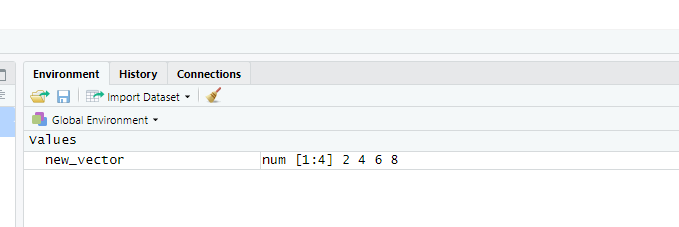 Environment History Connections
Import Dataset
Global Environment
Values
new_vector num [1:4] 2 4 6 8